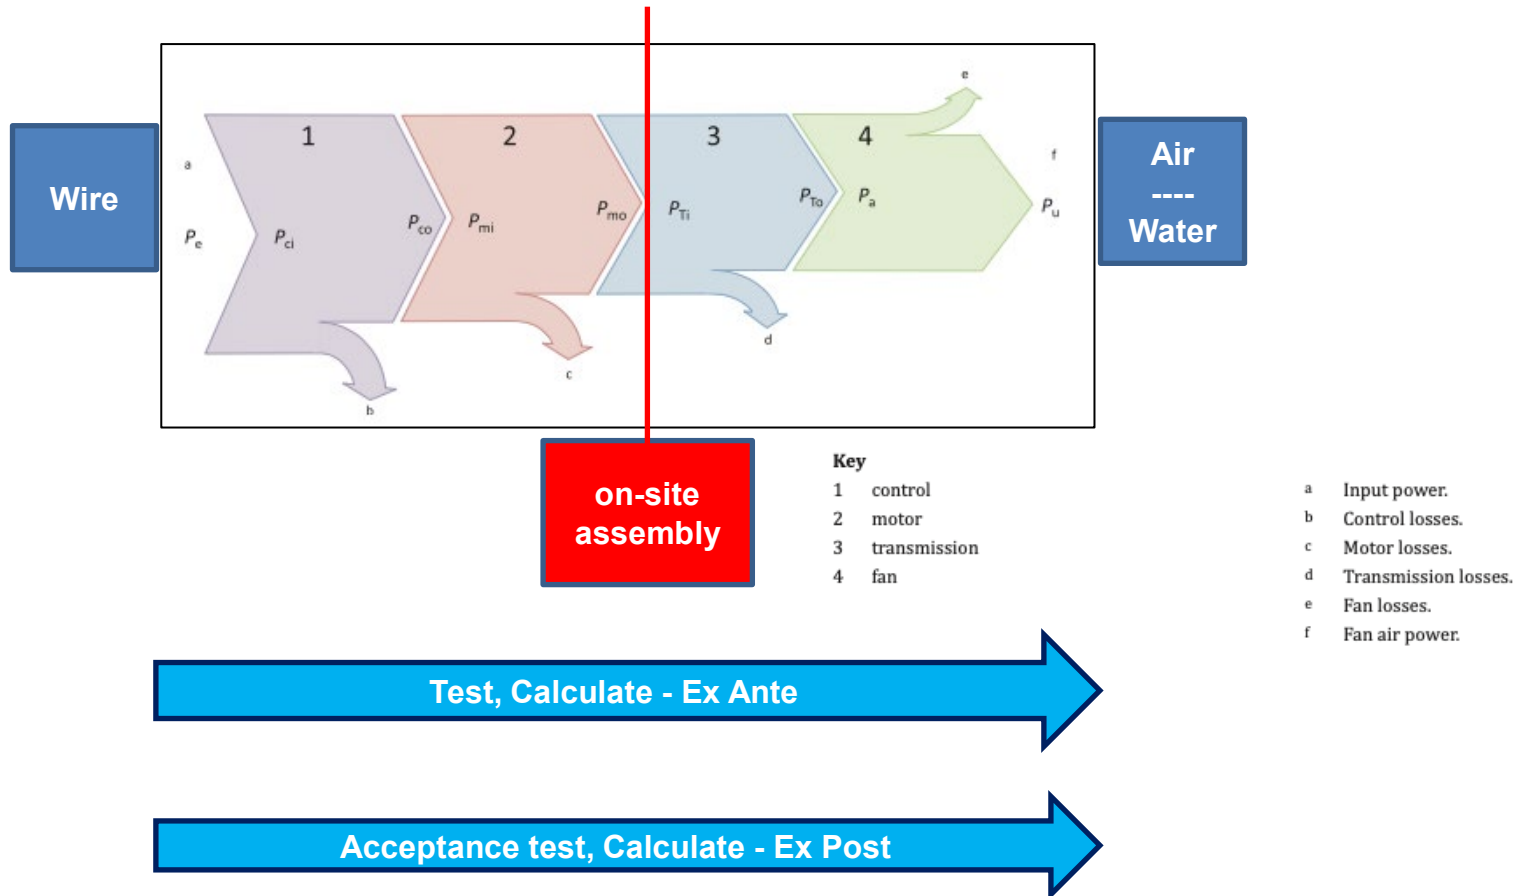 e
1
2
3
4
Wire
a
f
Air
----
Water
Pe
Pci
Pco
Pmi
Pmo
PTi
PTo
Pa
Pu
d
c
b
on-site
assembly
Key
1 control
2 motor
3 transmission
4 fan
a Input power.
b Control losses.
c Motor losses.
d Transmission losses.
e Fan losses.
f Fan air power.
Test, Calculate - Ex Ante
Acceptance test, Calculate - Ex Post